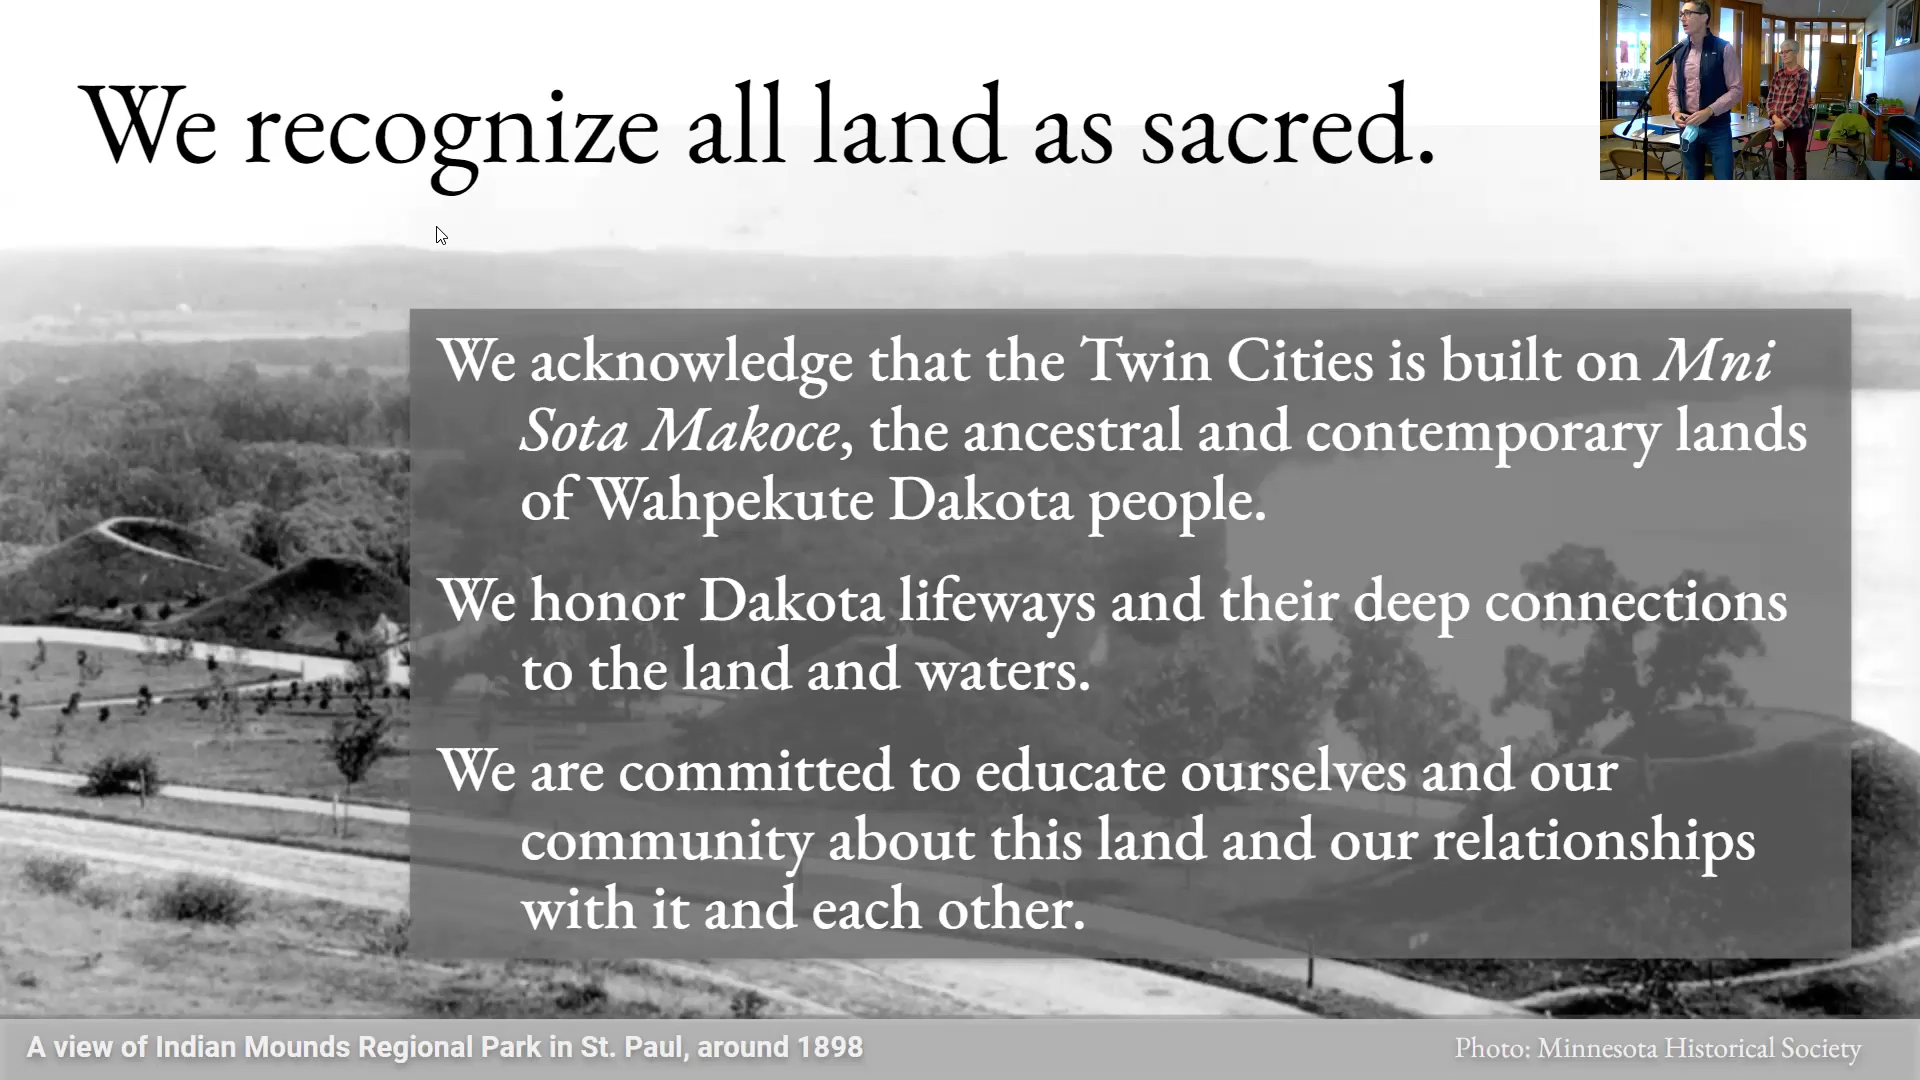 We recognize all land as sacred.
We acknowledge that the Twin Cities is built on Mni
Sota Makoce, the ancestral and contemporary lands
of Wahpekute Dakota people.
We honor Dakota lifeways and their deep connections
to the land and waters.
We are committed to educate ourselves and our
community about this land and our relationships
with it and each other.
A view of Indian Mounds Regional Park in St. Paul, around 1898
Photo: Minnesota Historical Society